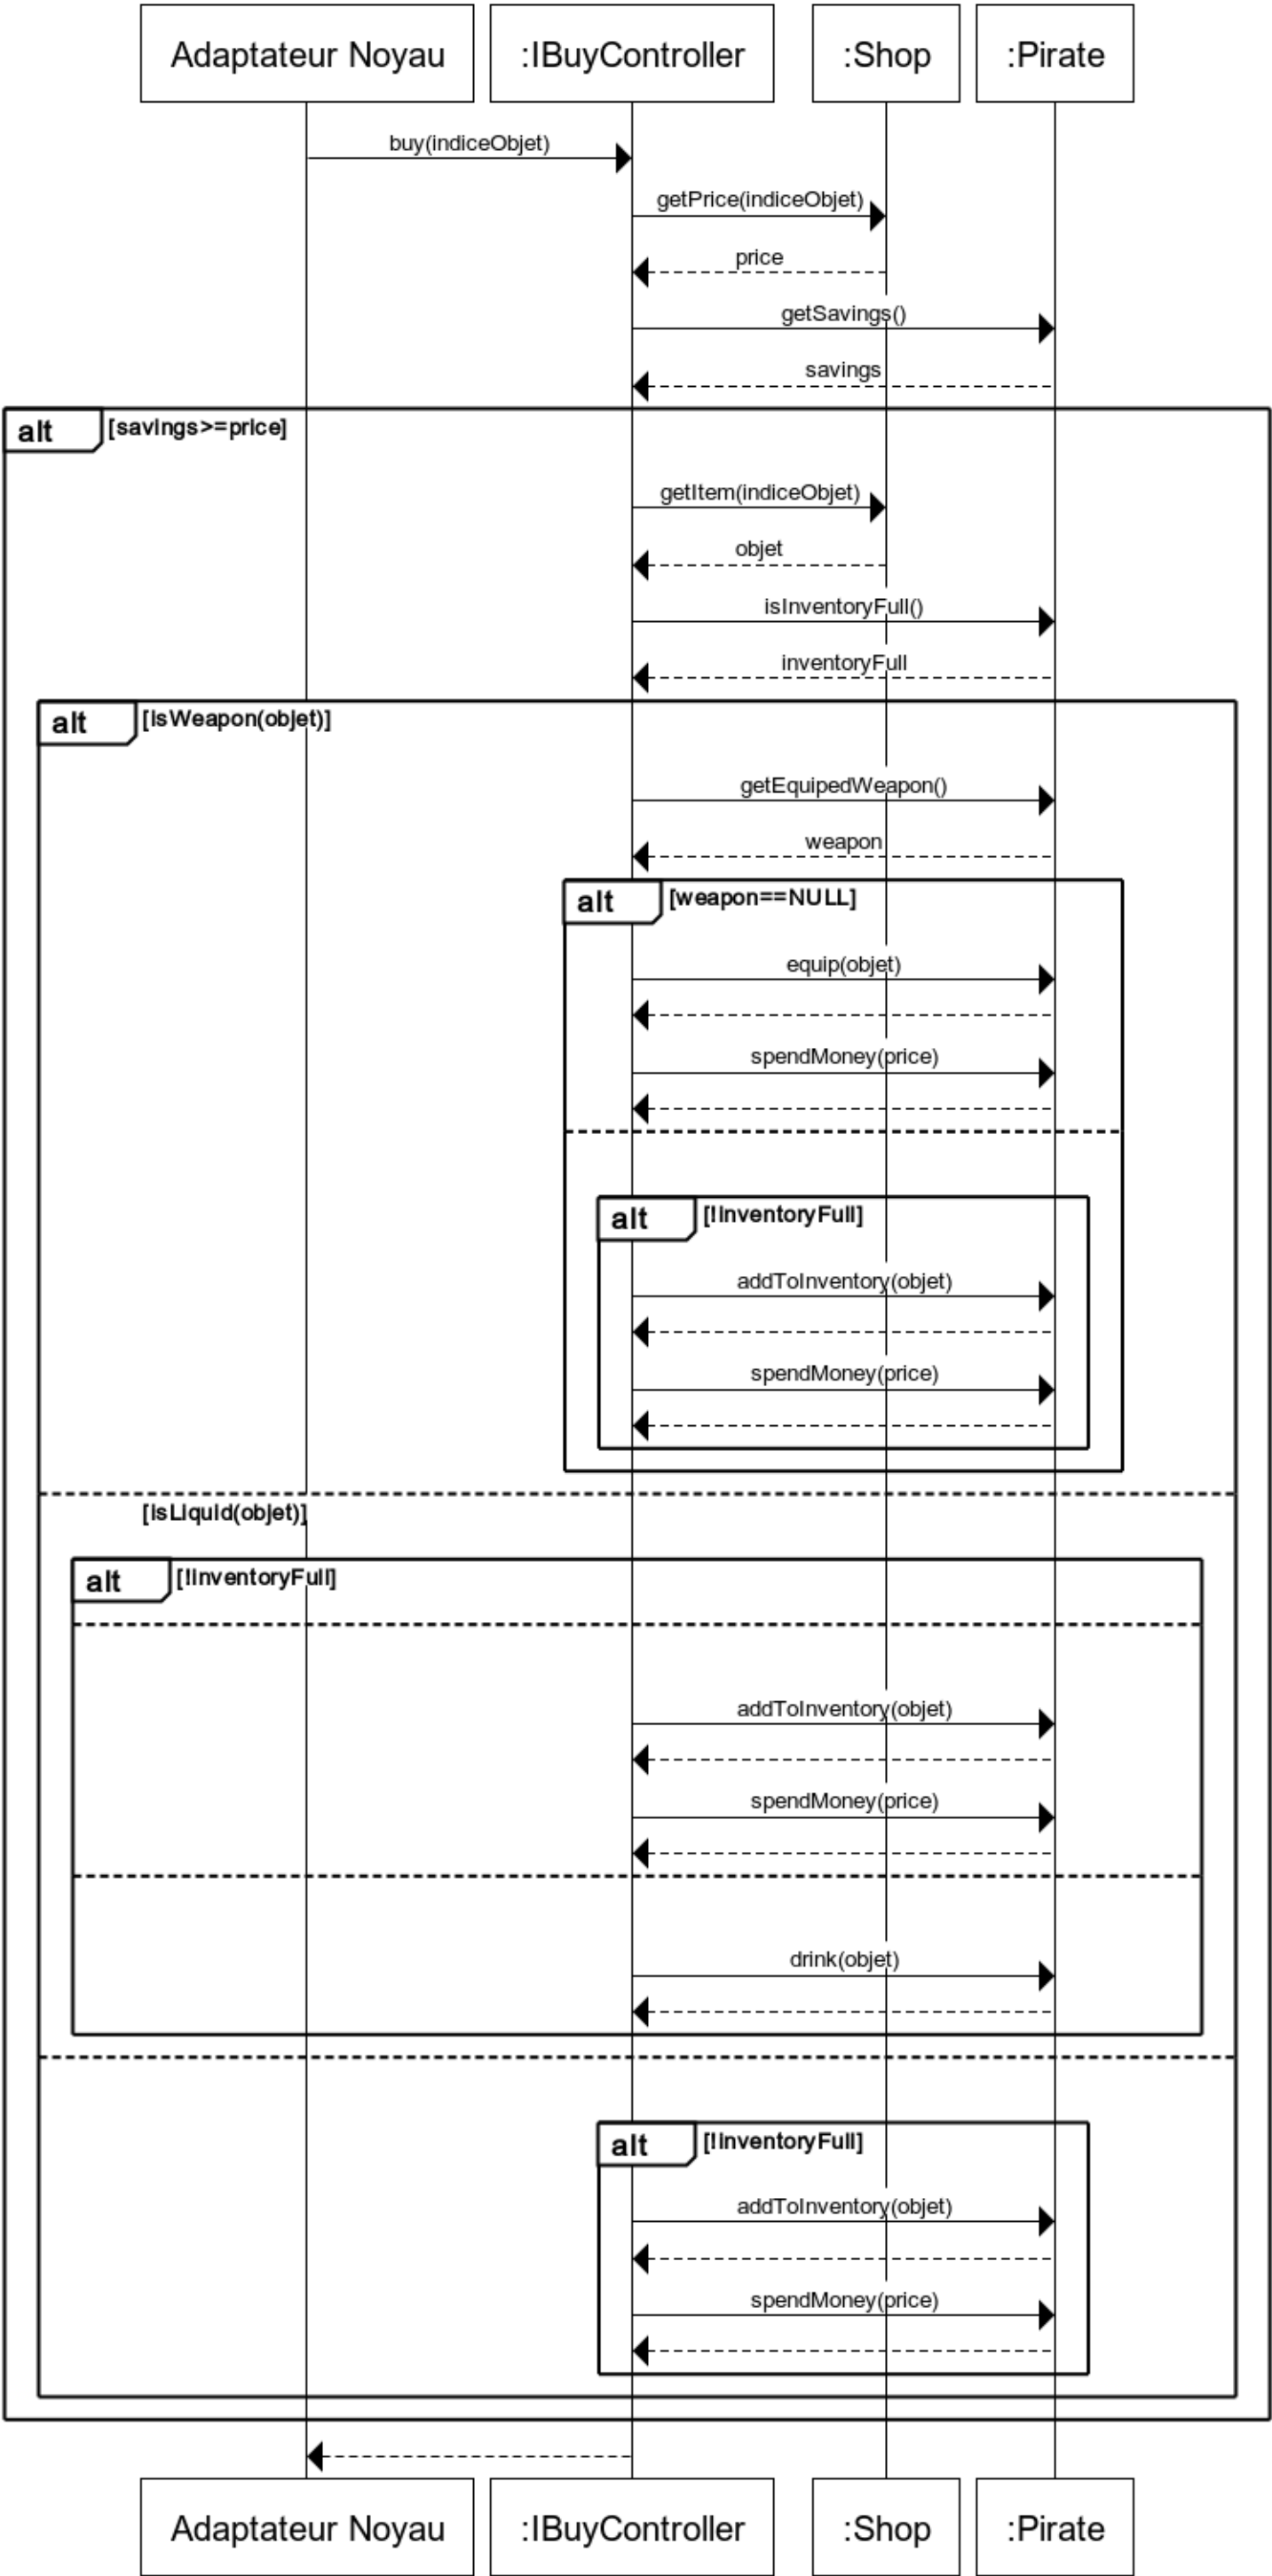 Adaptateur Noyau
:IBuyController
:Shop
:Pirate
buy(indiceObjet)
getPrice(indiceObjet)
price
getSavings()
savings
alt
[savings>=price]
getItem(indiceObjet)
objet
isInventoryFull()
inventoryFull
alt
[isWeapon(objet)]
getEquipedWeapon()
weapon
alt
[weapon==NULL]
equip(objet)
spendMoney(price)
alt
[!inventoryFull]
addToInventory(objet)
spendMoney(price)
[isLiquid(objet)]
alt
[!inventoryFull]
addToInventory(objet)
spendMoney(price)
drink(objet)
alt
[!inventoryFull]
addToInventory(objet)
spendMoney(price)
Adaptateur Noyau
:IBuyController
:Shop
:Pirate